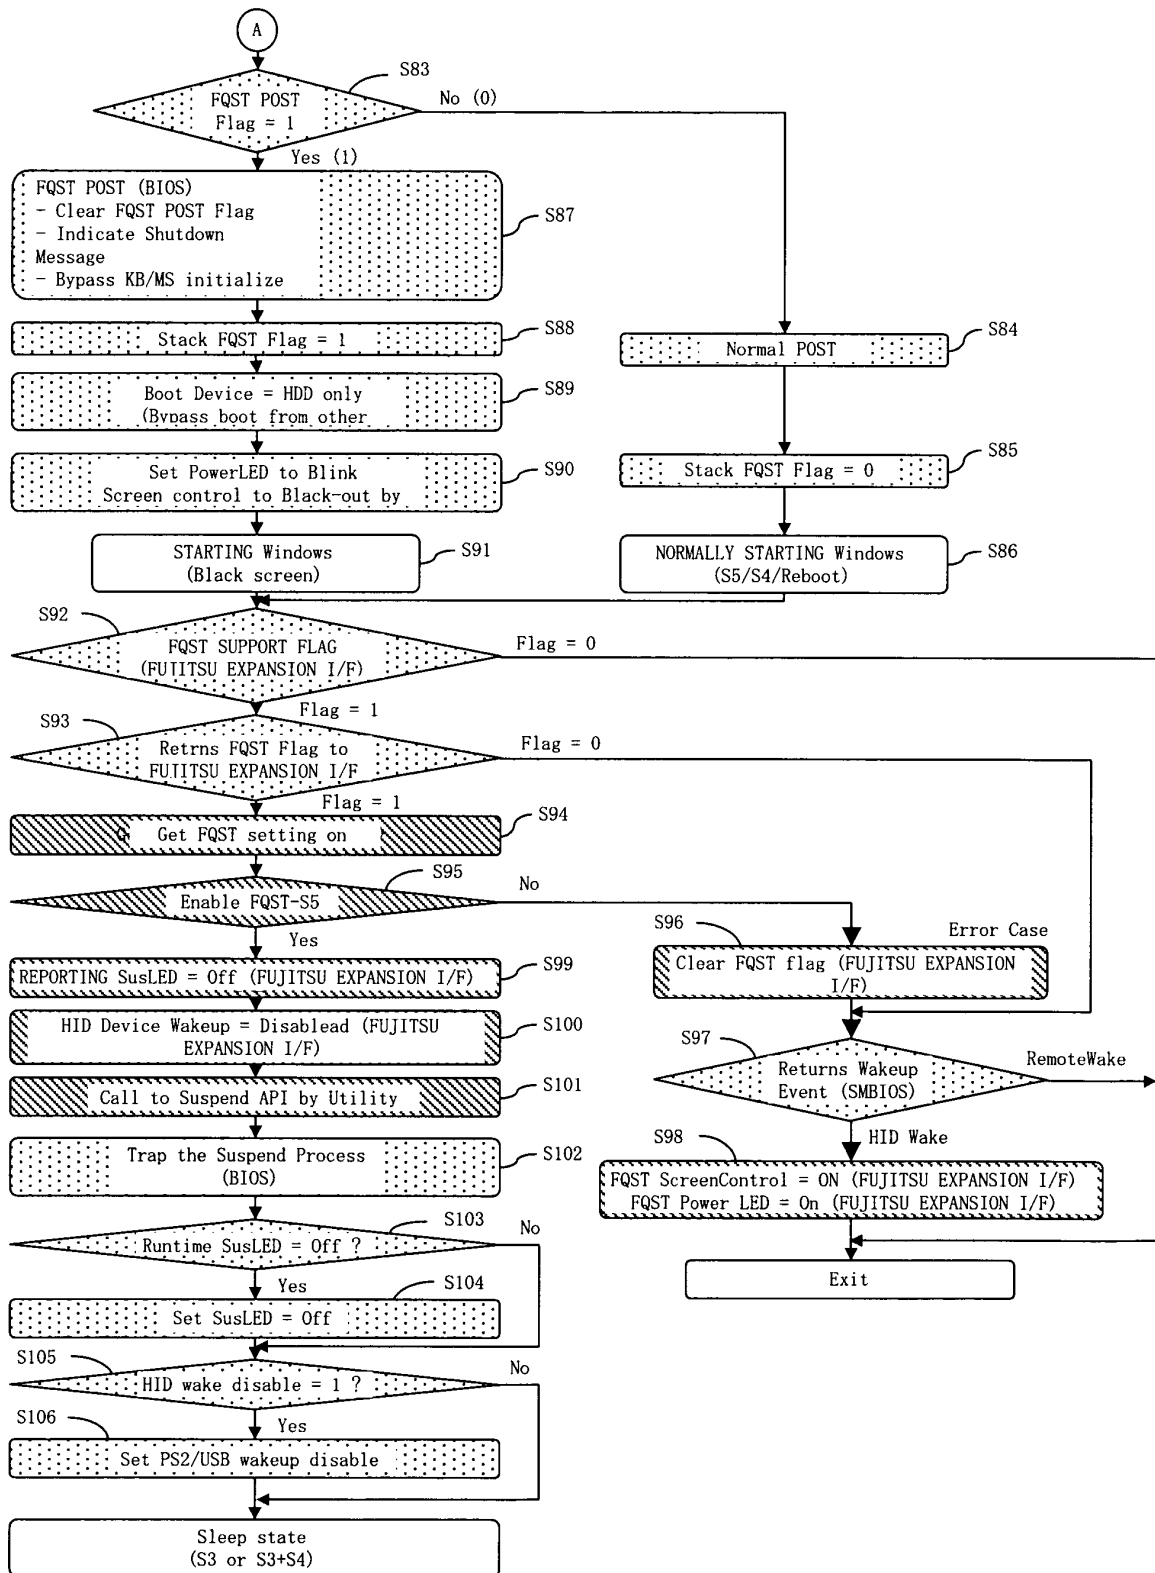 A
S83
FQST POST
Flag = 1
No (0)
Yes (1)
FQST POST (BIOS)
- Clear FQST POST Flag
- Indicate Shutdown
Message
- Bypass KB/MS initialize
S87
Stack FQST Flag = 1
S88
Normal POST
S84
Boot Device = HDD only
(Bypass boot from other
S89
Set PowerLED to Blink
Screen control to Black-out by
S90
Stack FQST Flag = 0
S85
STARTING Windows
(Black screen)
S91
NORMALLY STARTING Windows
(S5/S4/Reboot)
S86
S92
FQST SUPPORT FLAG
(FUJITSU EXPANSION I/F)
Flag = 0
Flag = 1
S93
Retrns FQST Flag to
FUJITSU EXPANSION I/F
Flag = 0
Flag = 1
Get FQST setting on
S94
S95
Enable FQST-S5
No
Yes
S96
Error Case
Clear FQST flag (FUJITSU EXPANSION
I/F)
REPORTING SusLED = Off (FUJITSU EXPANSION I/F)
S99
HID Device Wakeup = Disablead (FUJITSU
EXPANSION I/F)
S100
S97
Returns Wakeup
Event (SMBIOS)
RemoteWake
HID Wake
Call to Suspend API by Utility
S101
Trap the Suspend Process
(BIOS)
S102
S98
FQST ScreenControl = ON (FUJITSU EXPANSION I/F)
FQST Power LED = On (FUJITSU EXPANSION I/F)
S103
Runtime SusLED = Off ?
No
Yes
Exit
S104
Set SusLED = Off
S105
HID wake disable = 1 ?
No
Yes
S106
Set PS2/USB wakeup disable
Sleep state
(S3 or S3+S4)